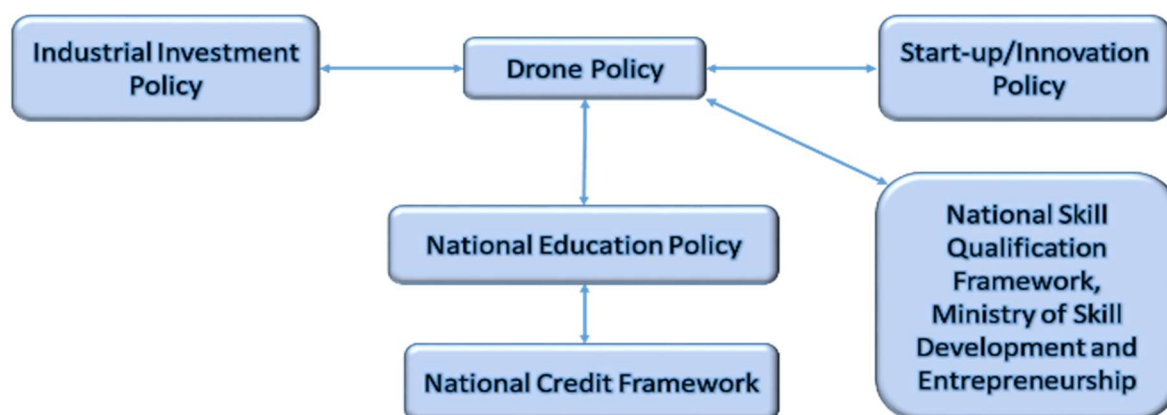 Industrial Investment
Policy
Drone Policy
Start-up/Innovation
Policy
National Education Policy
National Skill
Qualification
Framework,
Ministry of Skill
Development and
Entrepreneurship
National Credit Framework